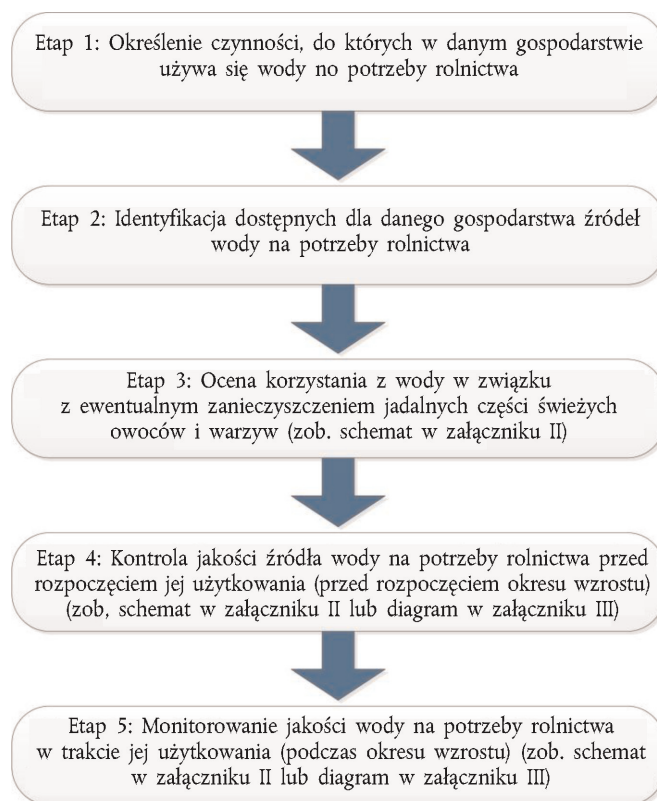 Etap 1: Określenie czynności, do których w danym gospodarstwie
używa się wody no potrzeby rolnictwa
Etap 2: Identyfikacja dostępnych dla danego gospodarstwa źródeł
wody na potrzeby rolnictwa
Etap 3: Ocena korzystania z wody w związku
z ewentualnym zanieczyszczeniem jadalnych części świeżych
owoców i warzyw (zob. schemat w załączniku II)
Etap 4: Kontrola jakości źródła wody na potrzeby rolnictwa przed
rozpoczęciem jej użytkowania (przed rozpoczęciem okresu wzrostu)
(zob, schemat w załączniku II lub diagram w załączniku III)
Etap 5: Monitorowanie jakości wody na potrzeby rolnictwa
w trakcie jej użytkowania (podczas okresu wzrostu) (zob. schemat
w załączniku II lub diagram w załączniku III)